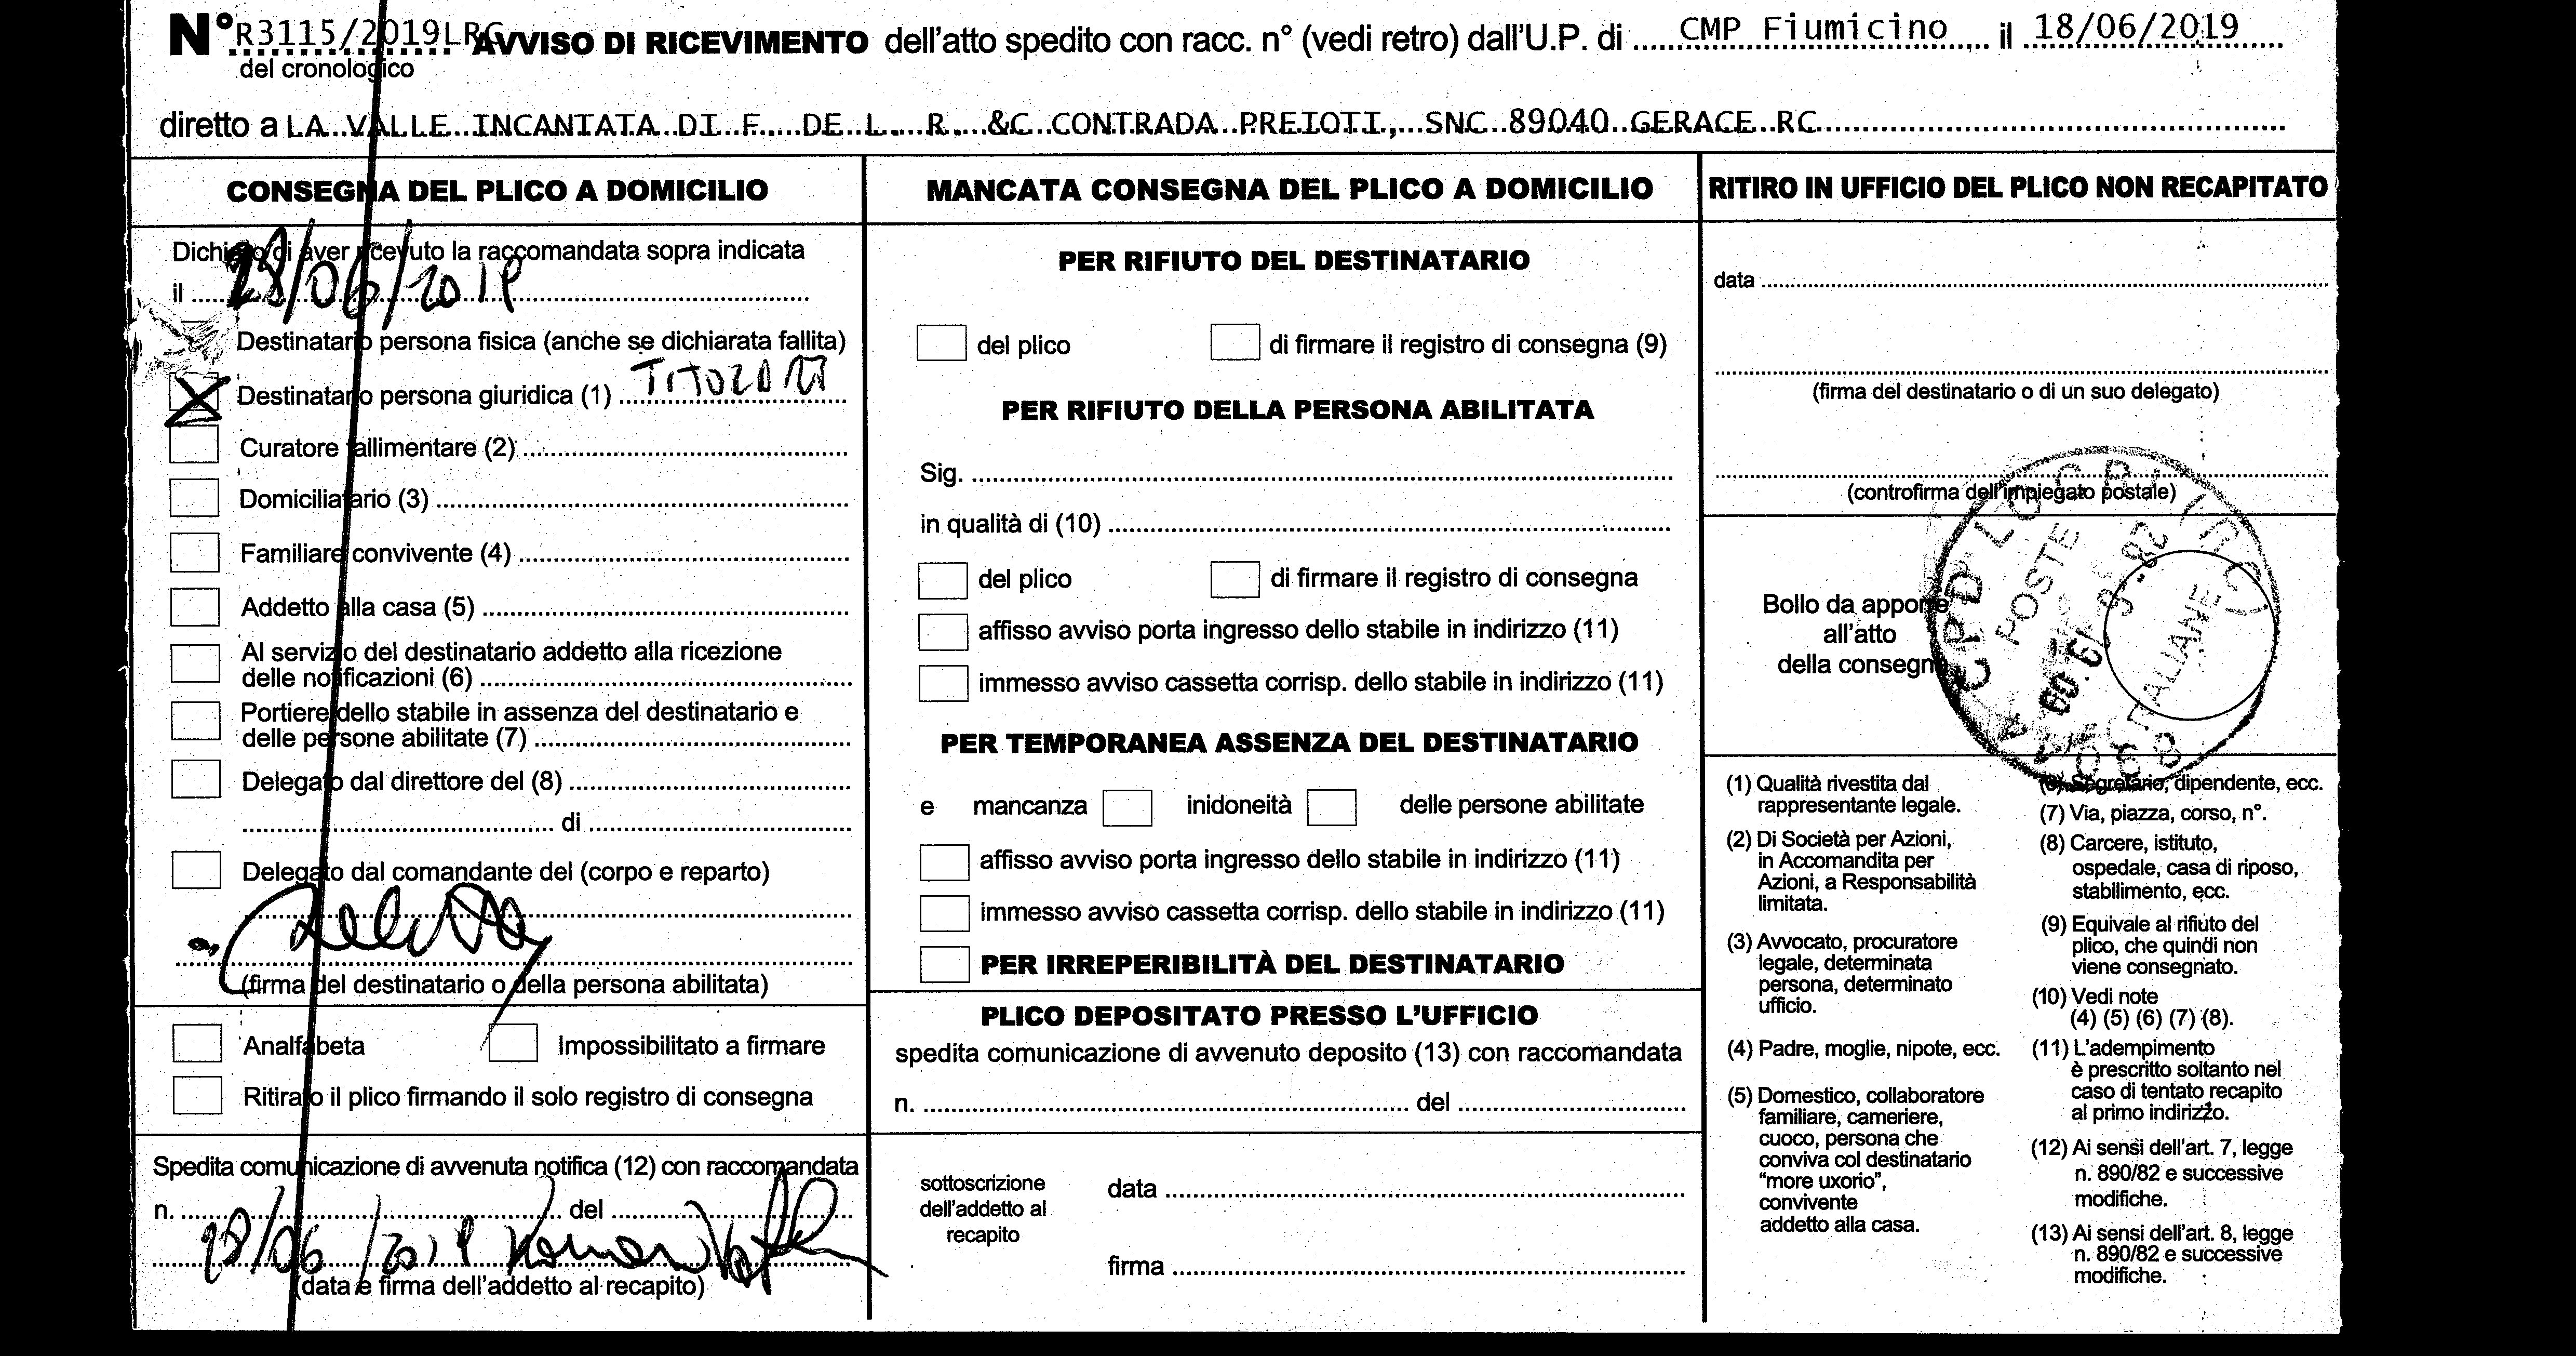 N° R3115/2019LRG AVVISO DI RICEVIMENTO dell'atto spedito con racc. n° (vedi retro) dall'U.P. di CMP Fiumicino il 18/06/2019
del cronologico
diretto a LA VALLE INCANTATA DI F. DE L. R. &C CONTRADA PREIOTI, SNC 89040 GERACE RC
CONSEGNA DEL PLICO A DOMICILIO
Dichiaro di aver ricevuto la raccomandata sopra indicata
il 28/06/2019
Destinatario persona fisica (anche se dichiarata fallita)
Destinatario persona giuridica (1)
Curatore fallimentare (2)
Domiciliatario (3)
Familiare convivente (4)
Addetto alla casa (5)
Al servizio del destinatario addetto alla ricezione
delle notificazioni (6)
Portiere dello stabile in assenza del destinatario e
delle persone abilitate (7)
Delegato dal direttore del (8)
di
Delegato dal comandante del (corpo e reparto)
(firma del destinatario o della persona abilitata)
Analfabeta Impossibilitato a firmare
Ritirato il plico firmando il solo registro di consegna
Spedita comunicazione di avvenuta notifica (12) con raccomandata
n. del
28/06/2019
(data e firma dell'addetto al recapito)
MANCATA CONSEGNA DEL PLICO A DOMICILIO
PER RIFIUTO DEL DESTINATARIO
del plico di firmare il registro di consegna (9)
PER RIFIUTO DELLA PERSONA ABILITATA
Sig.
in qualità di (10)
del plico di firmare il registro di consegna
affisso avviso porta ingresso dello stabile in indirizzo (11)
immesso avviso cassetta corrisp. dello stabile in indirizzo (11)
PER TEMPORANEA ASSENZA DEL DESTINATARIO
e mancanza inidoneità delle persone abilitate
affisso avviso porta ingresso dello stabile in indirizzo (11)
immesso avviso cassetta corrisp. dello stabile in indirizzo (11)
PER IRREPERIBILITÀ DEL DESTINATARIO
PLICO DEPOSITATO PRESSO L'UFFICIO
spedita comunicazione di avvenuto deposito (13) con raccomandata
n. del
sottoscrizione
dell'addetto al
recapito
data
firma
RITIRO IN UFFICIO DEL PLICO NON RECAPITATO
data
(firma del destinatario o di un suo delegato)
(controfirma dell'impiegato postale)
Bollo da apporre
all'atto
della consegna
CPD LOCRI (RC)
POSTE
ITALIANE
28.6.19
(1) Qualità rivestita dal
rappresentante legale.
(2) Di Società per Azioni,
in Accomandita per
Azioni, a Responsabilità
limitata.
(3) Avvocato, procuratore
legale, determinata
persona, determinato
ufficio.
(4) Padre, moglie, nipote, ecc.
(5) Domestico, collaboratore
familiare, cameriere,
cuoco, persona che
conviva col destinatario
"more uxorio",
convivente
addetto alla casa.
(6) Segretario, dipendente, ecc.
(7) Via, piazza, corso, n°.
(8) Carcere, istituto,
ospedale, casa di riposo,
stabilimento, ecc.
(9) Equivale al rifiuto del
plico, che quindi non
viene consegnato.
(10) Vedi note
(4) (5) (6) (7) (8).
(11) L'adempimento
è prescritto soltanto nel
caso di tentato recapito
al primo indirizzo.
(12) Ai sensi dell'art. 7, legge
n. 890/82 e successive
modifiche.
(13) Ai sensi dell'art. 8, legge
n. 890/82 e successive
modifiche.